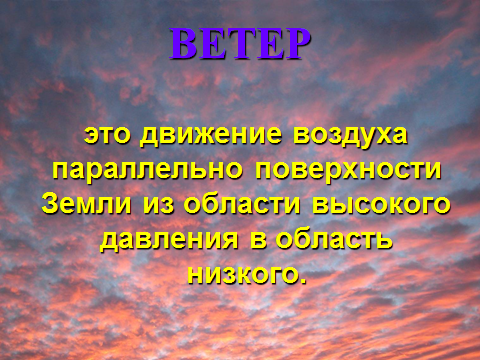 ВЕТЕР
это движение воздуха
параллельно поверхности
Земли из области высокого
давления в область
низкого.